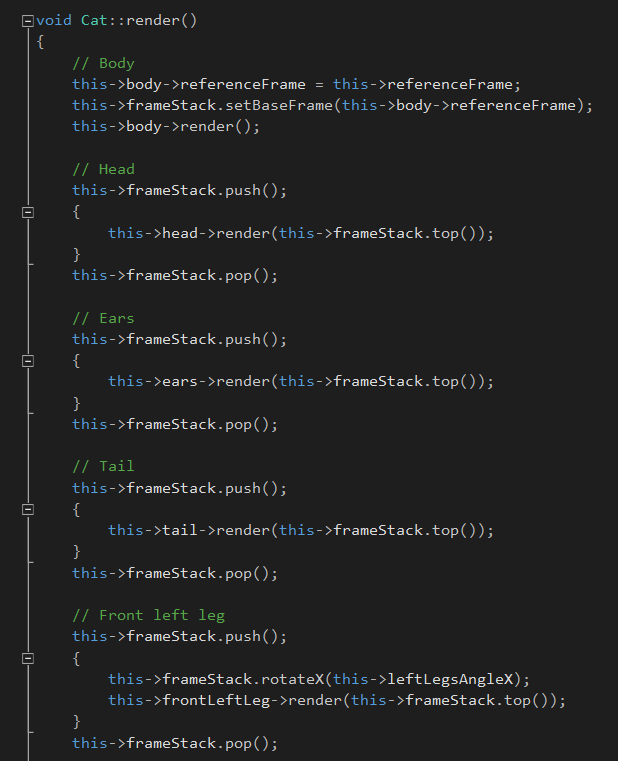 void Cat::render()
{
    // Body
    this->body->referenceFrame = this->referenceFrame;
    this->frameStack.setBaseFrame(this->body->referenceFrame);
    this->body->render();

    // Head
    this->frameStack.push();
    {
        this->head->render(this->frameStack.top());
    }
    this->frameStack.pop();

    // Ears
    this->frameStack.push();
    {
        this->ears->render(this->frameStack.top());
    }
    this->frameStack.pop();

    // Tail
    this->frameStack.push();
    {
        this->tail->render(this->frameStack.top());
    }
    this->frameStack.pop();

    // Front left leg
    this->frameStack.push();
    {
        this->frameStack.rotateX(this->leftLegsAngleX);
        this->frontLeftLeg->render(this->frameStack.top());
    }
    this->frameStack.pop();